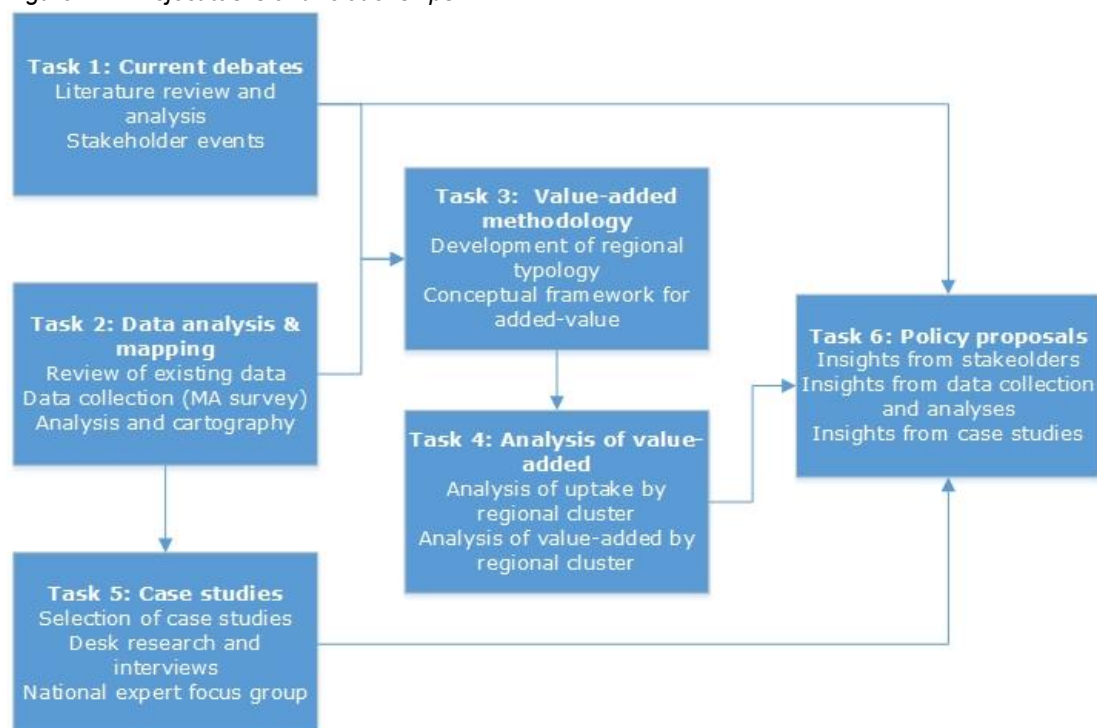 Task 1: Current debates
Literature review and
analysis
Stakeholder events
Task 2: Data analysis &
mapping
Review of existing data
Data collection (MA survey)
Analysis and cartography
Task 3:  Value-added
methodology
Development of regional
typology
Conceptual framework for
added-value
Task 4: Analysis of value-
added
Analysis of uptake by
regional cluster
Analysis of value-added by
regional cluster
Task 5: Case studies
Selection of case studies
Desk research and
interviews
National expert focus group
Task 6: Policy proposals
Insights from stakeolders
Insights from data collection
and analyses
Insights from case studies